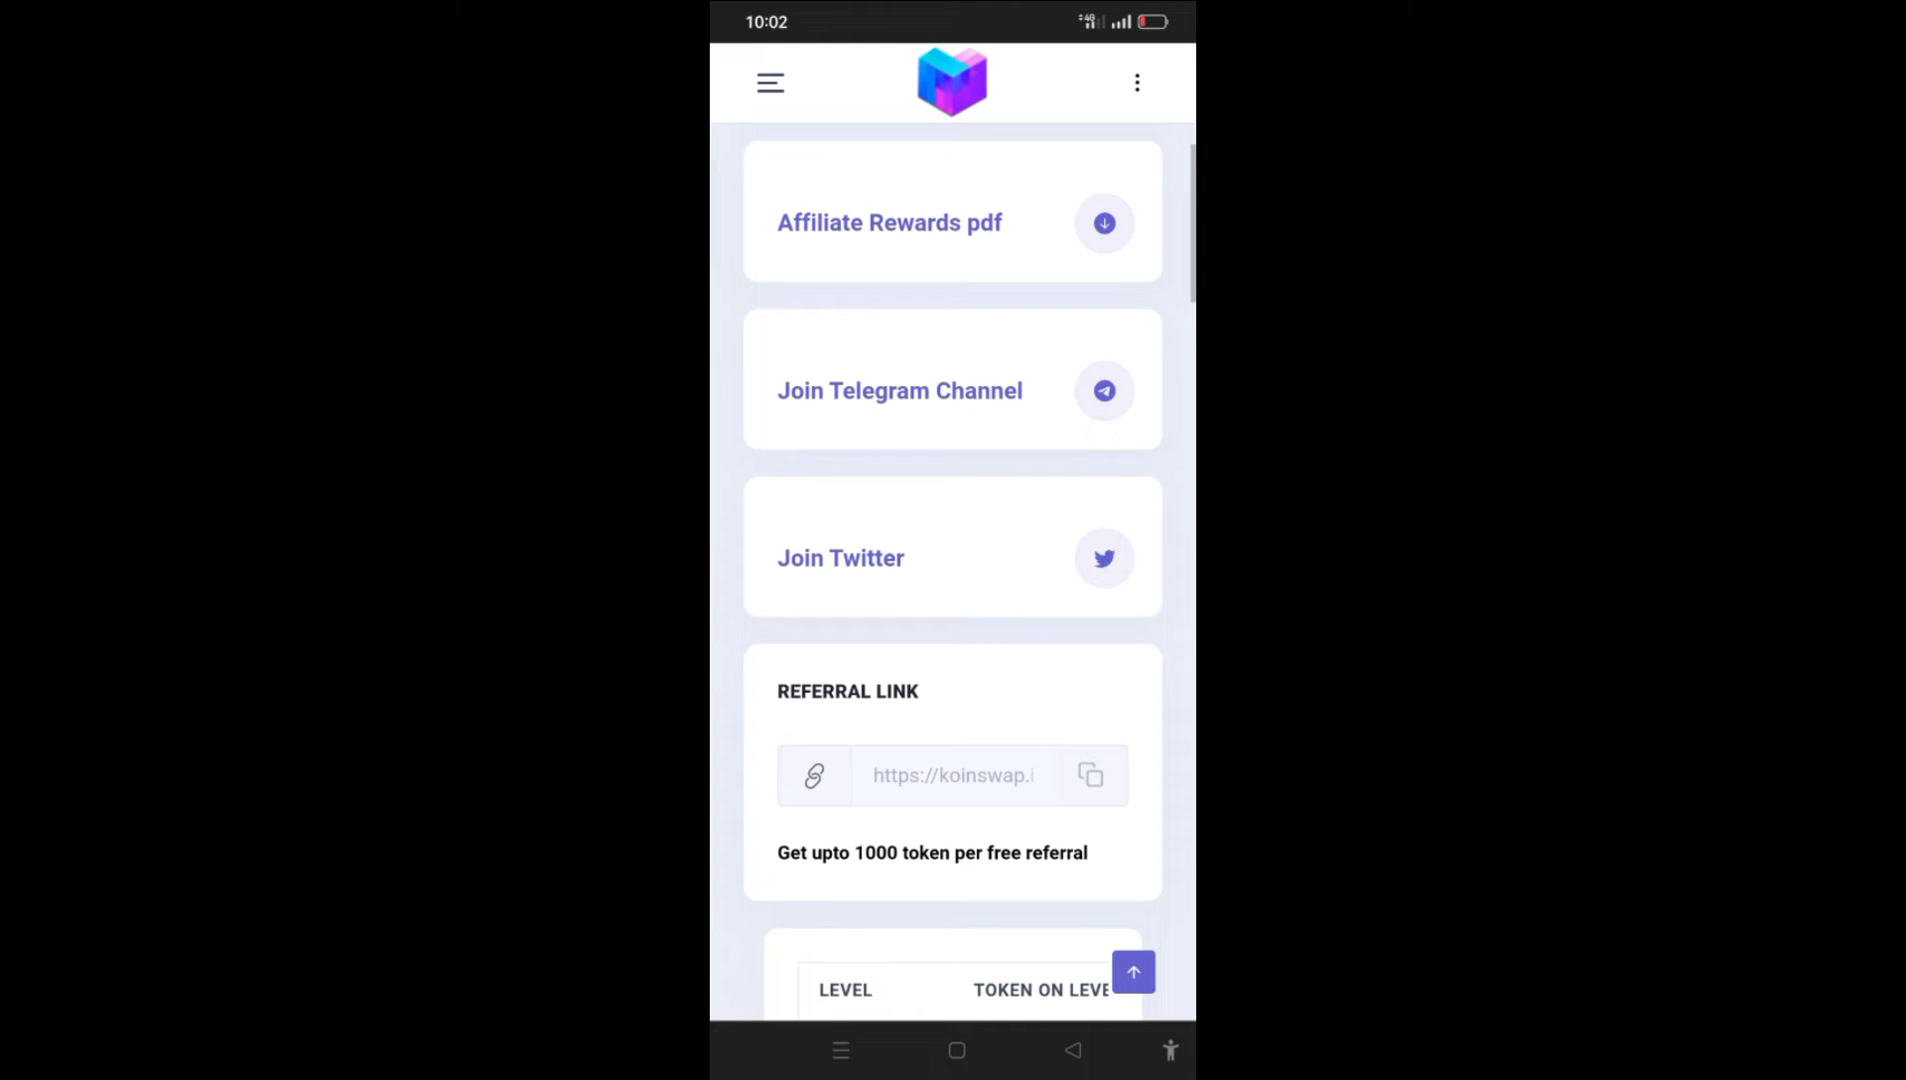 10:02
4G
Affiliate Rewards pdf
Join Telegram Channel
Join Twitter
REFERRAL LINK
https://koinswap.i
Get upto 1000 token per free referral
LEVEL TOKEN ON LEVE